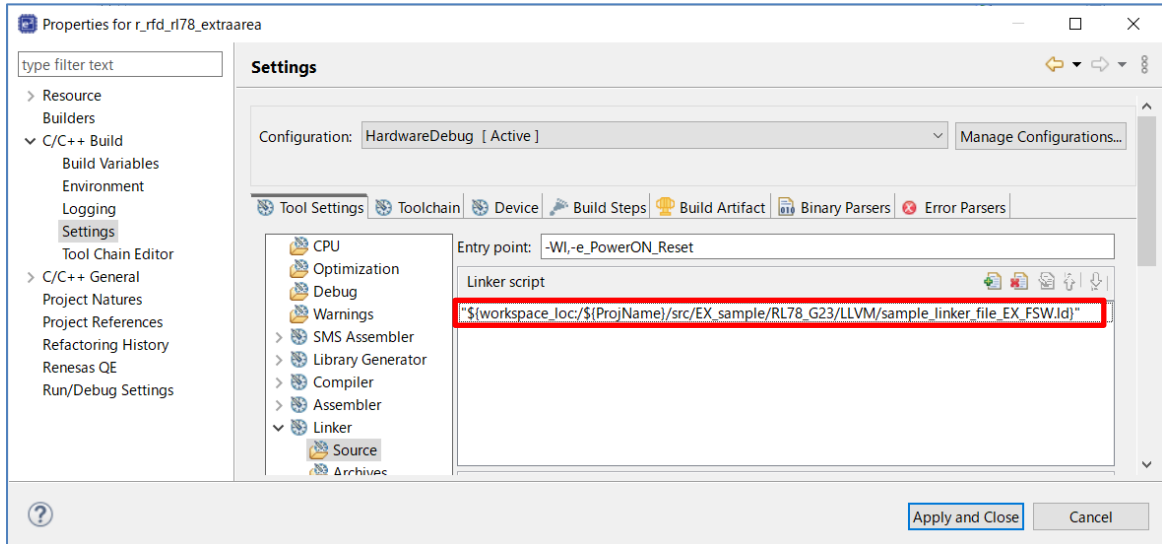 Properties for r_rfd_rl78_extraarea
type filter text
Settings
Resource
Builders
C/C++ Build
Build Variables
Environment
Logging
Settings
Tool Chain Editor
C/C++ General
Project Natures
Project References
Refactoring History
Renesas QE
Run/Debug Settings
Configuration: HardwareDebug [ Active ]
Manage Configurations...
Tool Settings Toolchain Device Build Steps Build Artifact Binary Parsers Error Parsers
CPU
Optimization
Debug
Warnings
SMS Assembler
Library Generator
Compiler
Assembler
Linker
Source
Archives
Entry point: -Wl,-e_PowerON_Reset
Linker script
"${workspace_loc:/${ProjName}/src/EX_sample/RL78_G23/LLVM/sample_linker_file_EX_FSW.ld}"
Apply and Close
Cancel